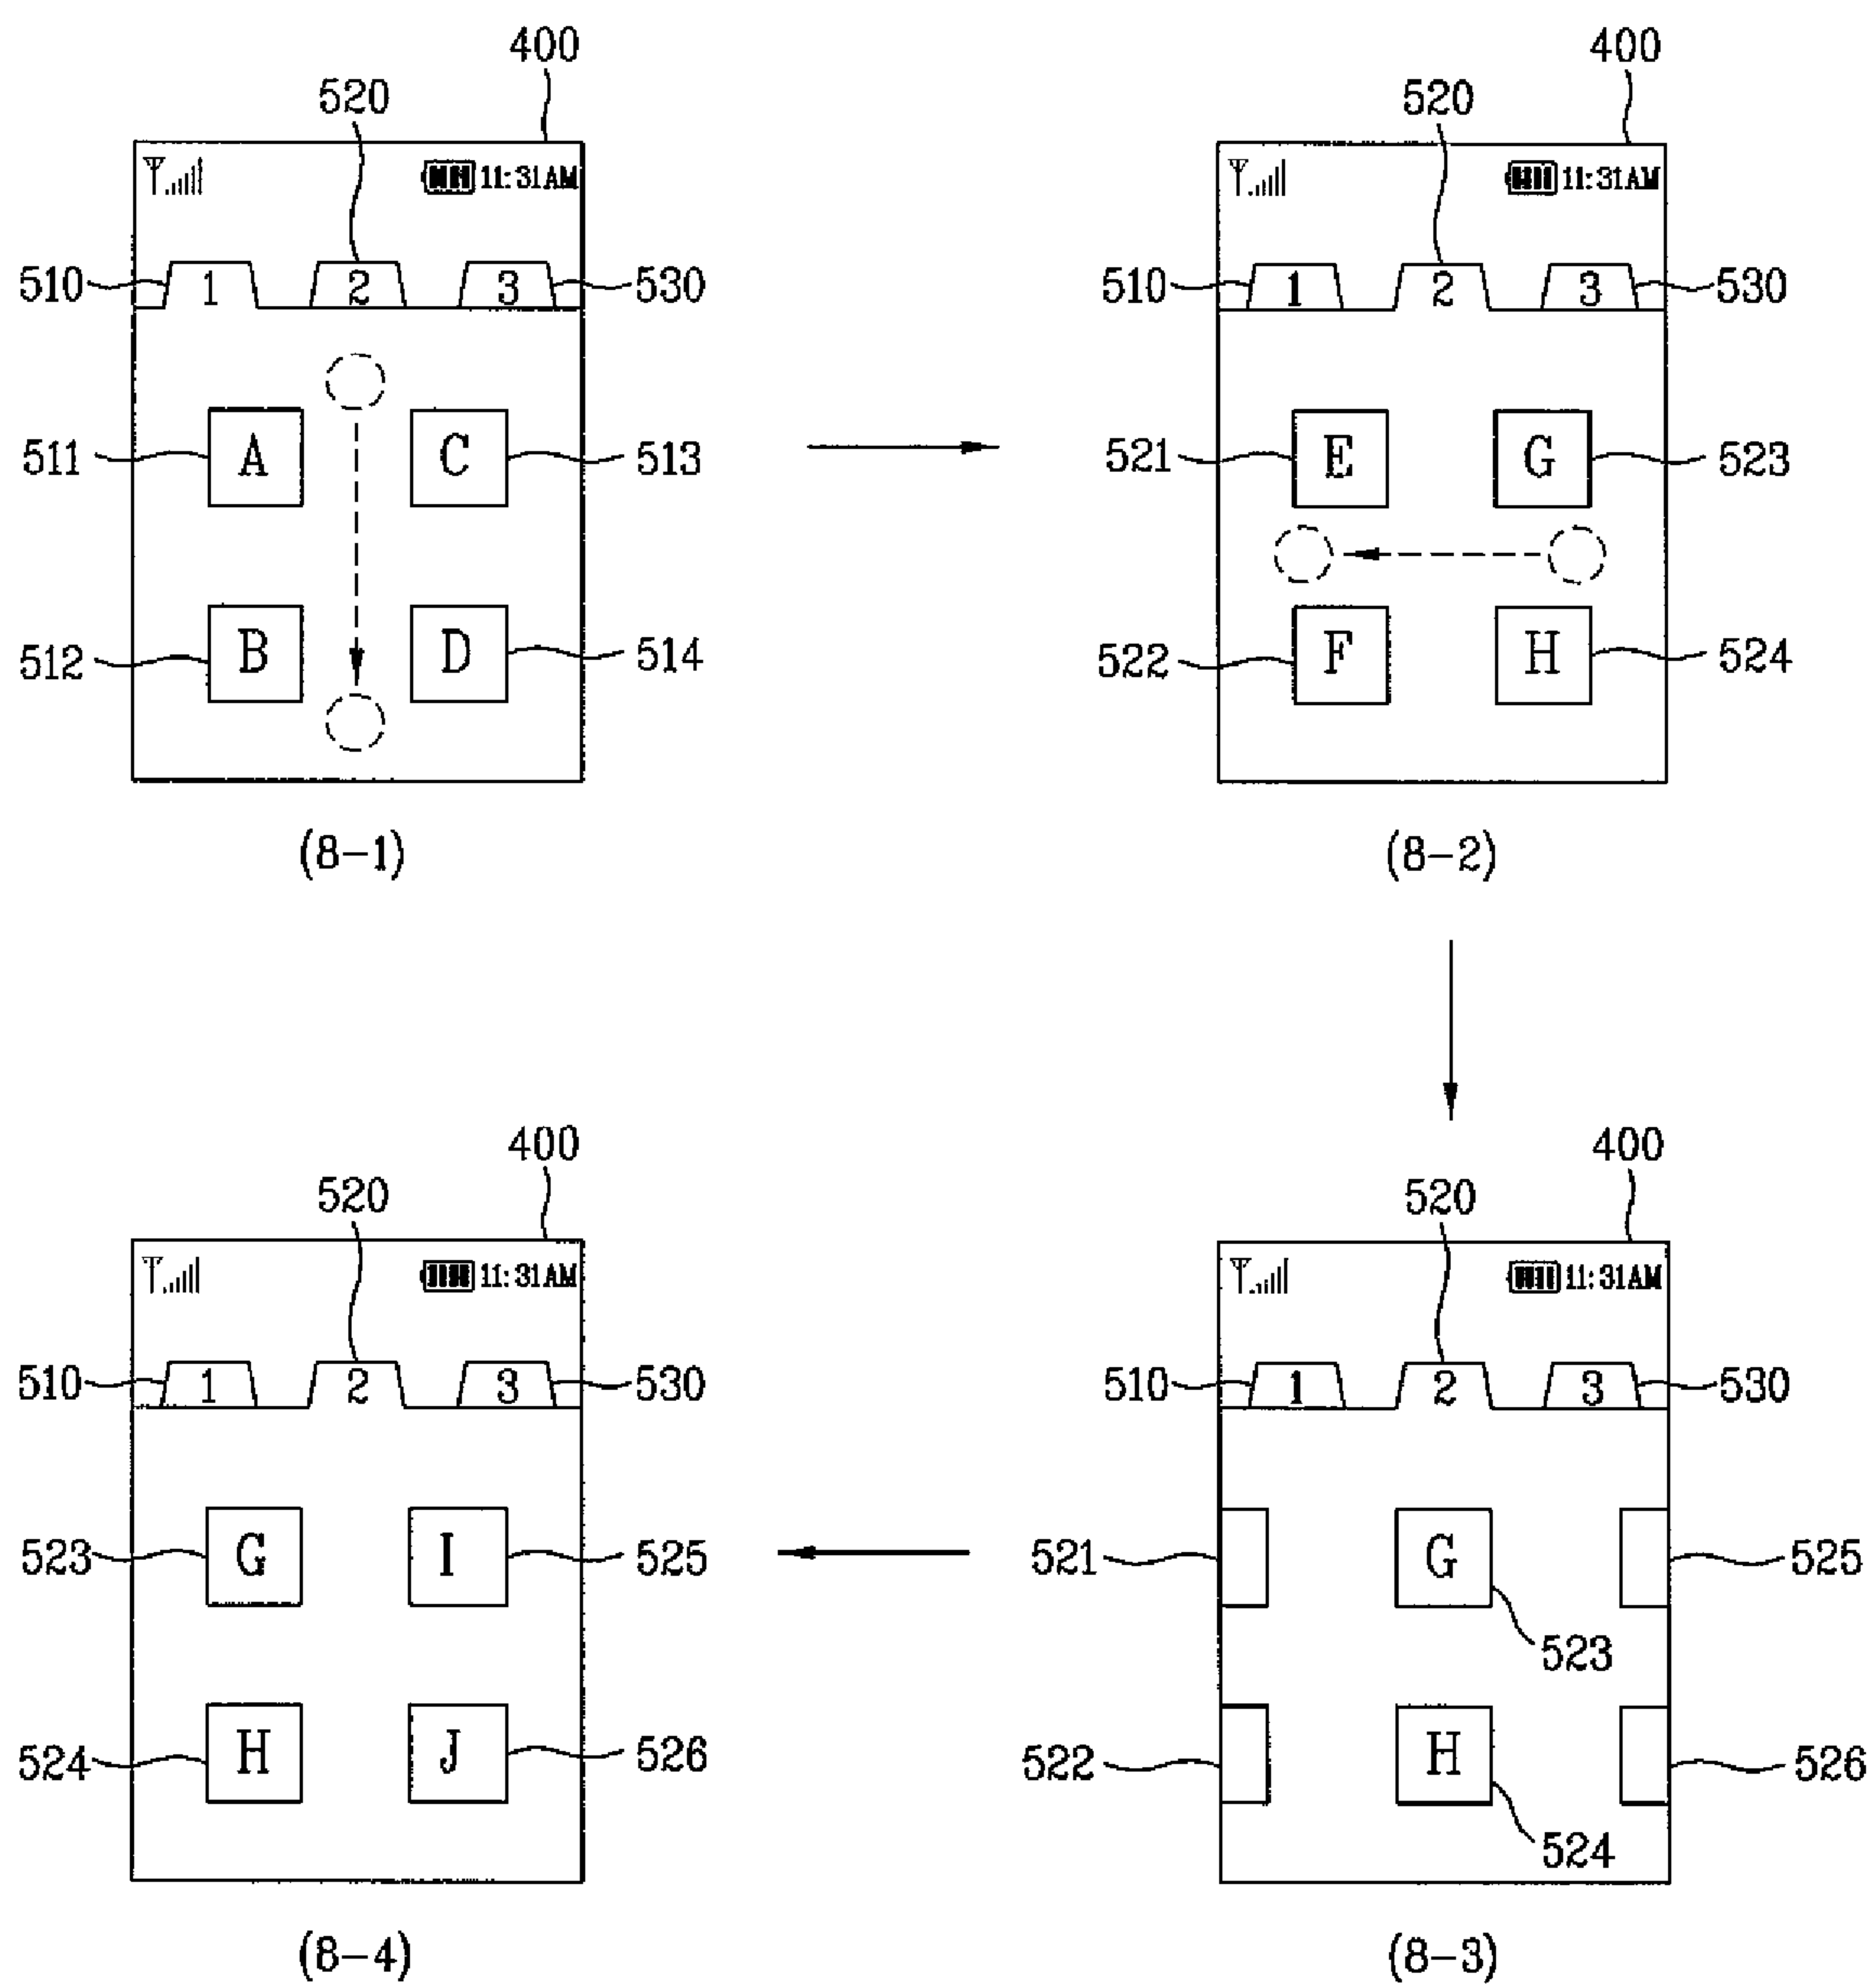 400
520
11:31AM
510 1 2 3 530
511 A C 513
512 B D 514
(8-1)
400
520
11:31AM
510 1 2 3 530
521 E G 523
522 F H 524
(8-2)
400
520
11:31AM
510 1 2 3 530
523 G I 525
524 H J 526
(8-4)
400
520
11:31AM
510 1 2 3 530
521 G 525
523
522 H 526
524
(8-3)